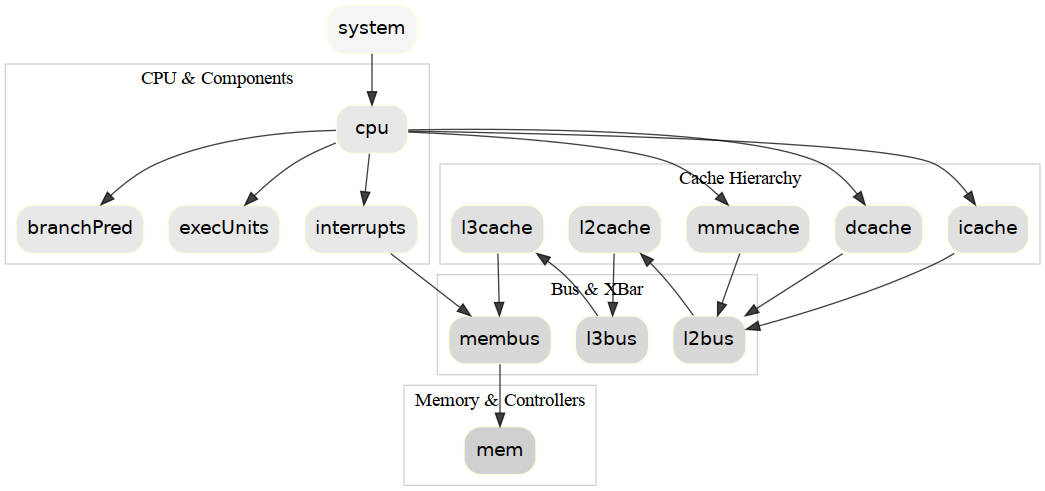 system
CPU & Components
cpu
Cache Hierarchy
branchPred execUnits interrupts l3cache l2cache mmucache dcache icache
Bus & XBar
membus l3bus l2bus
Memory & Controllers
mem